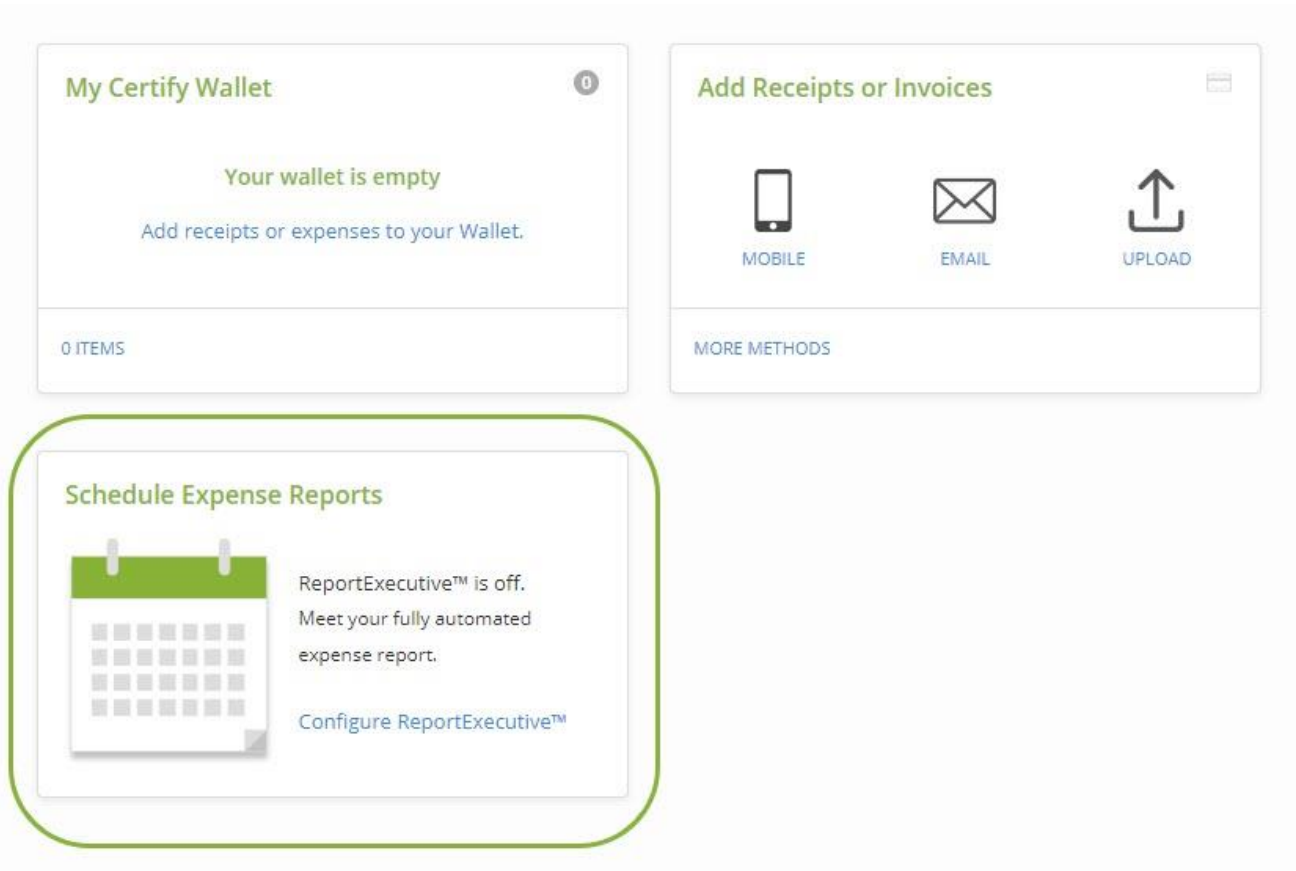 My Certify Wallet
0
Your wallet is empty
Add receipts or expenses to your Wallet.
0 ITEMS
Add Receipts or Invoices
MOBILE
EMAIL
UPLOAD
MORE METHODS
Schedule Expense Reports
ReportExecutive™ is off.
Meet your fully automated
expense report.
Configure ReportExecutive™